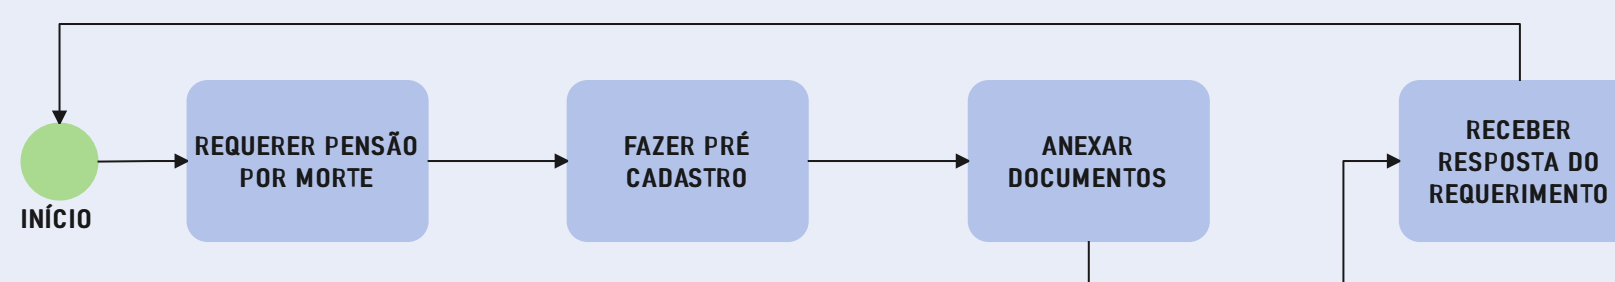 INÍCIO
REQUERER PENSÃO
POR MORTE
FAZER PRÉ
CADASTRO
ANEXAR
DOCUMENTOS
RECEBER
RESPOSTA DO
REQUERIMENTO